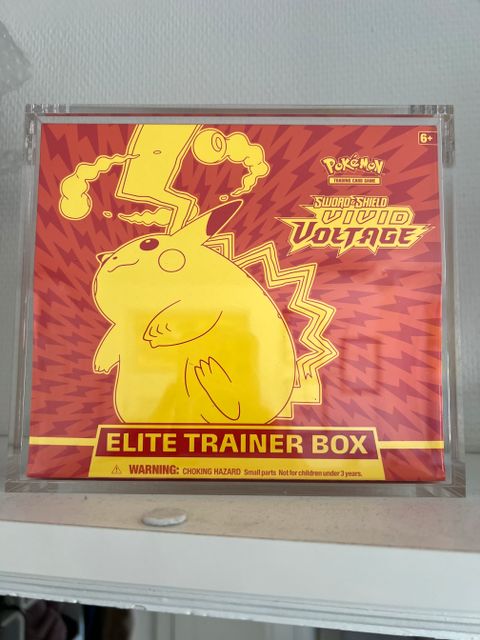 6+
POKéMON
TRADING CARD GAME
SWORD & SHIELD
VIVID
VOLTAGE
ELITE TRAINER BOX
⚠ WARNING: CHOKING HAZARD Small parts Not for children under 3 years.